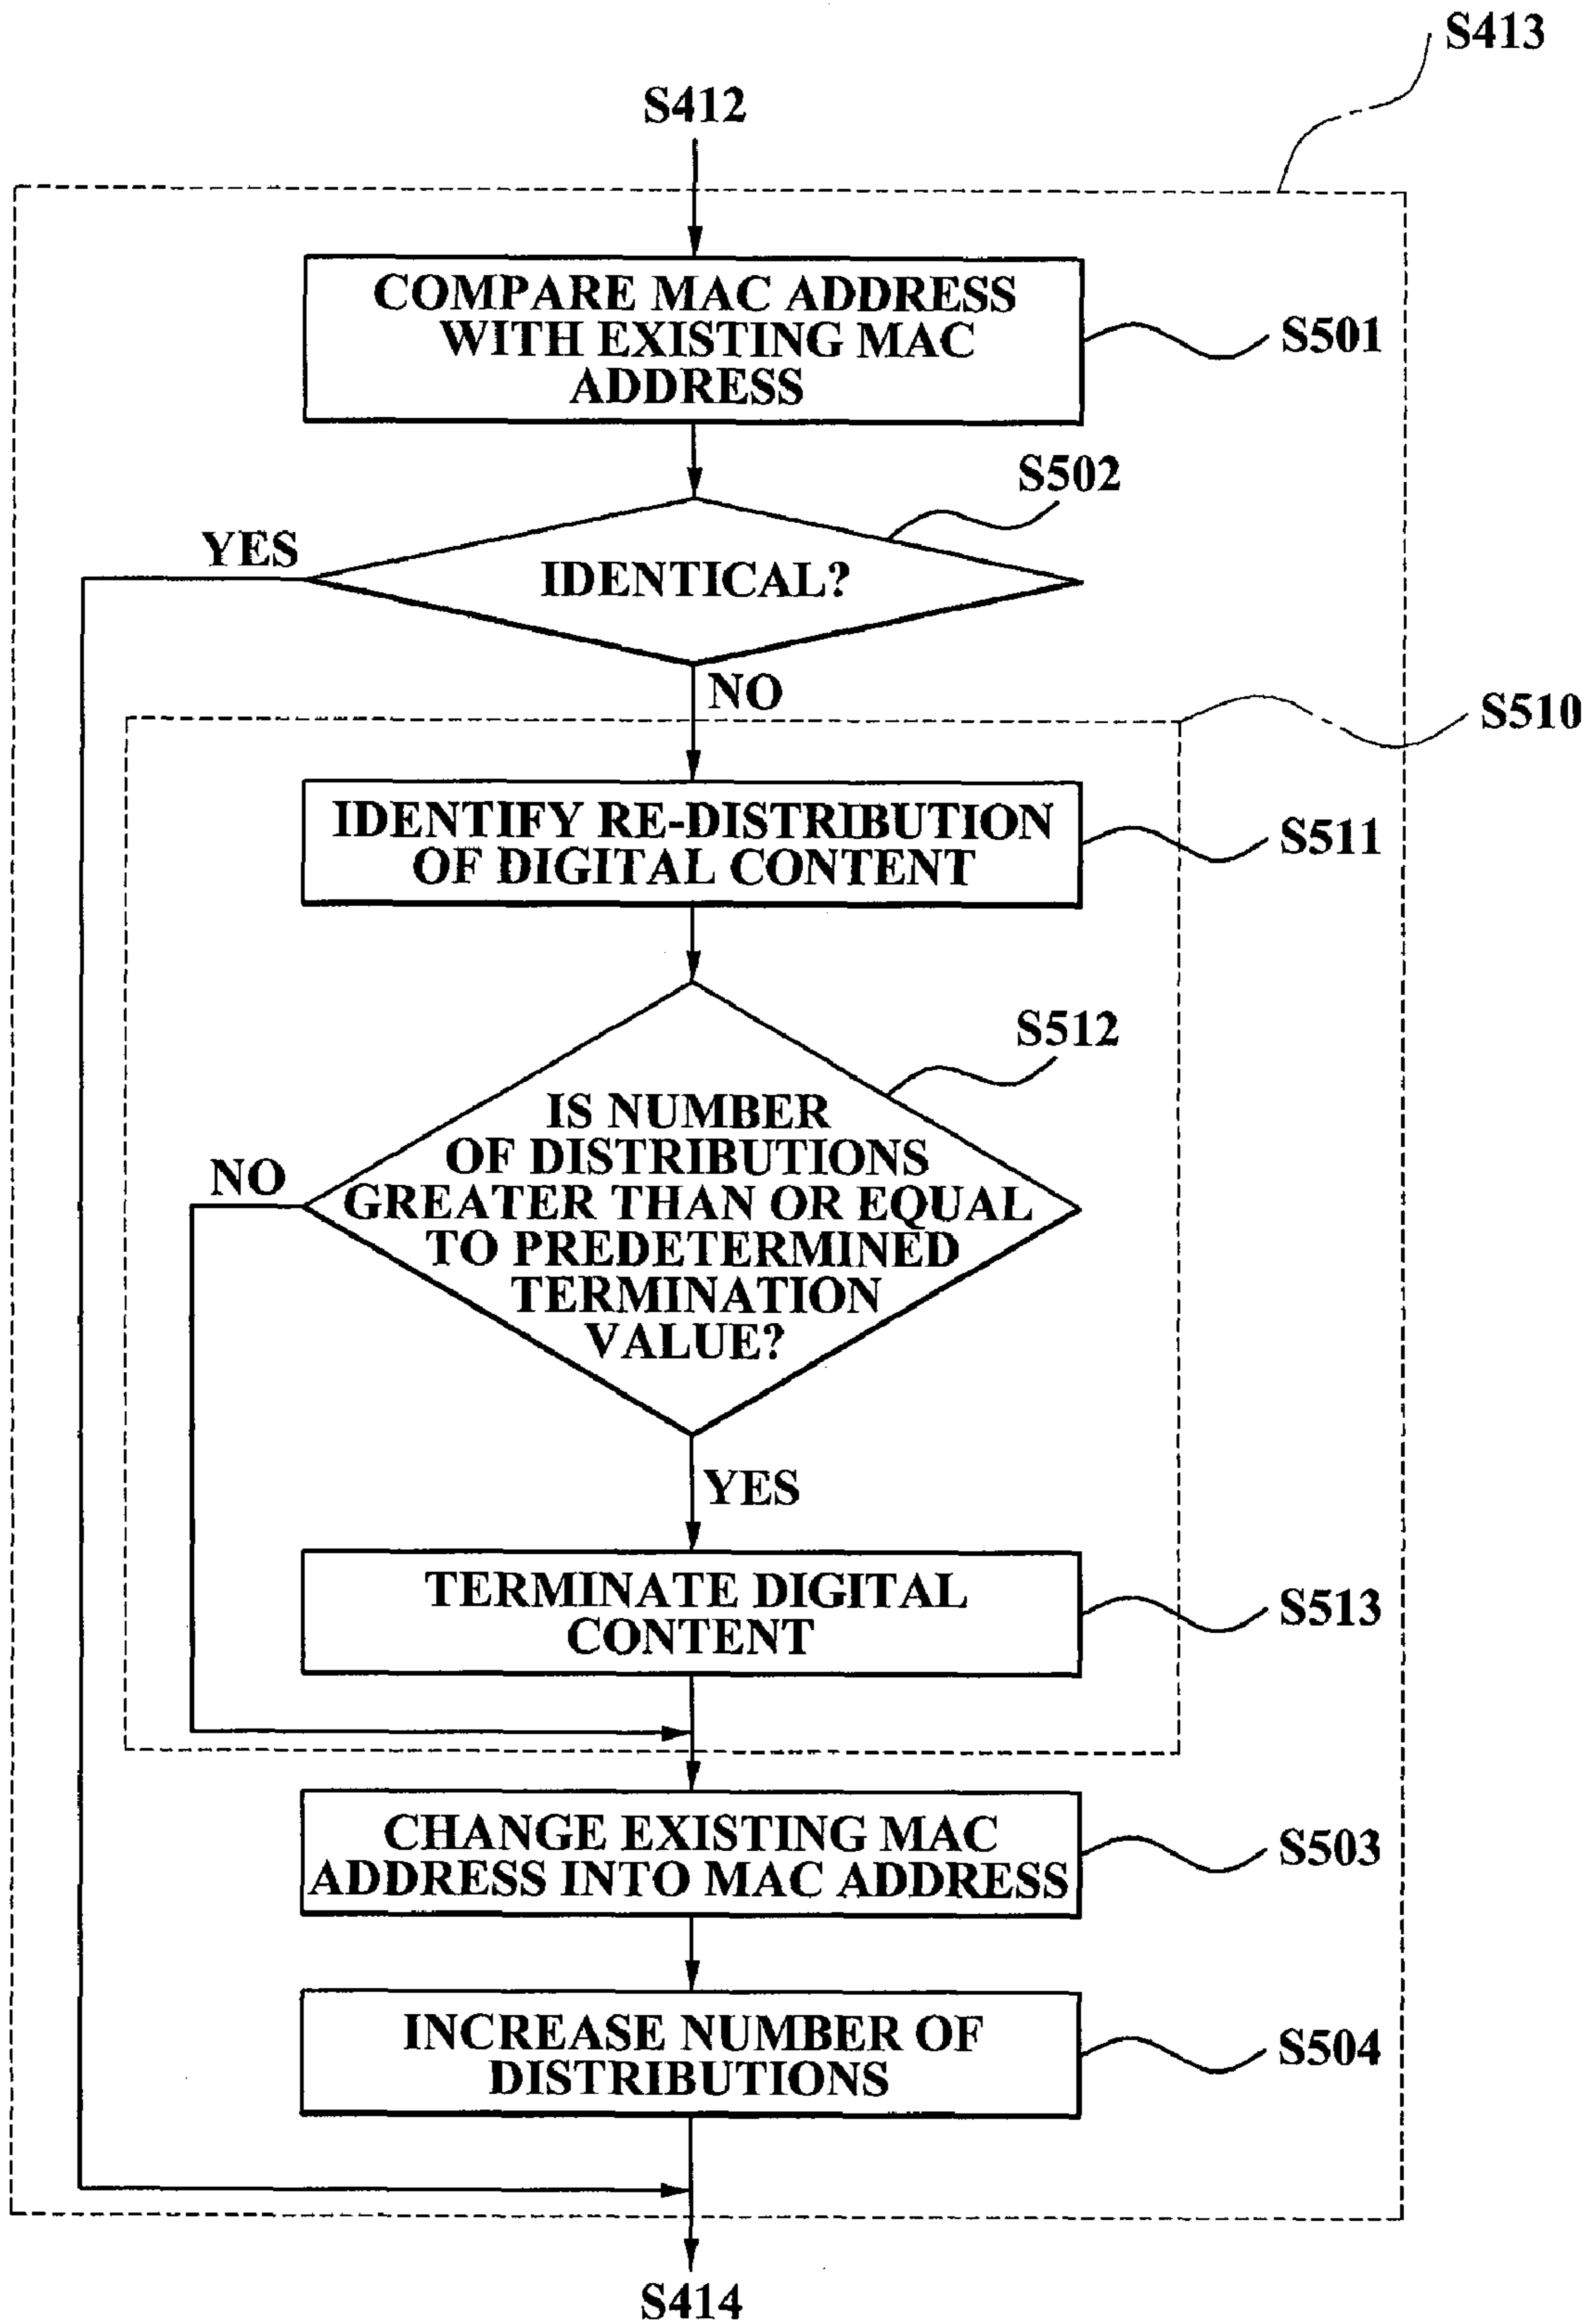 S413
S412
COMPARE MAC ADDRESS
WITH EXISTING MAC
ADDRESS
S501
S502
YES
IDENTICAL?
NO
S510
IDENTIFY RE-DISTRIBUTION
OF DIGITAL CONTENT
S511
S512
IS NUMBER
OF DISTRIBUTIONS
GREATER THAN OR EQUAL
TO PREDETERMINED
TERMINATION
VALUE?
NO
YES
TERMINATE DIGITAL
CONTENT
S513
CHANGE EXISTING MAC
ADDRESS INTO MAC ADDRESS
S503
INCREASE NUMBER OF
DISTRIBUTIONS
S504
S414